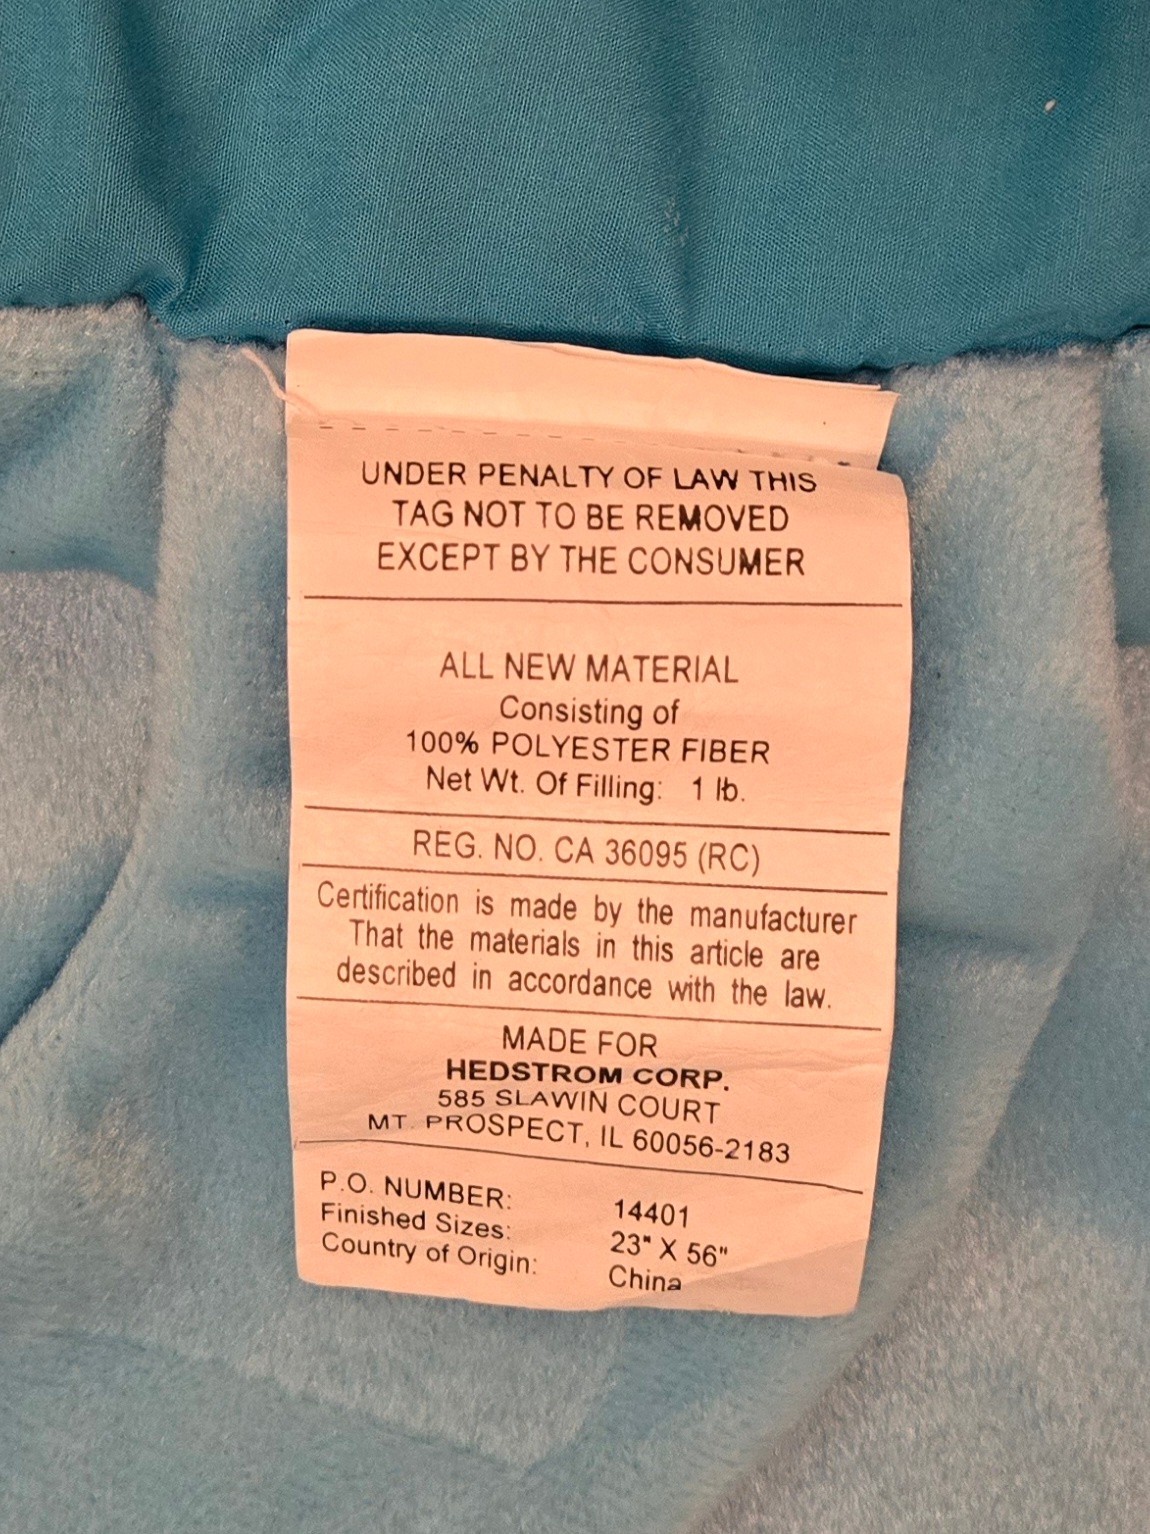 UNDER PENALTY OF LAW THIS
TAG NOT TO BE REMOVED
EXCEPT BY THE CONSUMER
ALL NEW MATERIAL
Consisting of
100% POLYESTER FIBER
Net Wt. Of Filling: 1 lb.
REG. NO. CA 36095 (RC)
Certification is made by the manufacturer
That the materials in this article are
described in accordance with the law.
MADE FOR
HEDSTROM CORP.
585 SLAWIN COURT
MT. PROSPECT, IL 60056-2183
P.O. NUMBER: 14401
Finished Sizes: 23" X 56"
Country of Origin: China